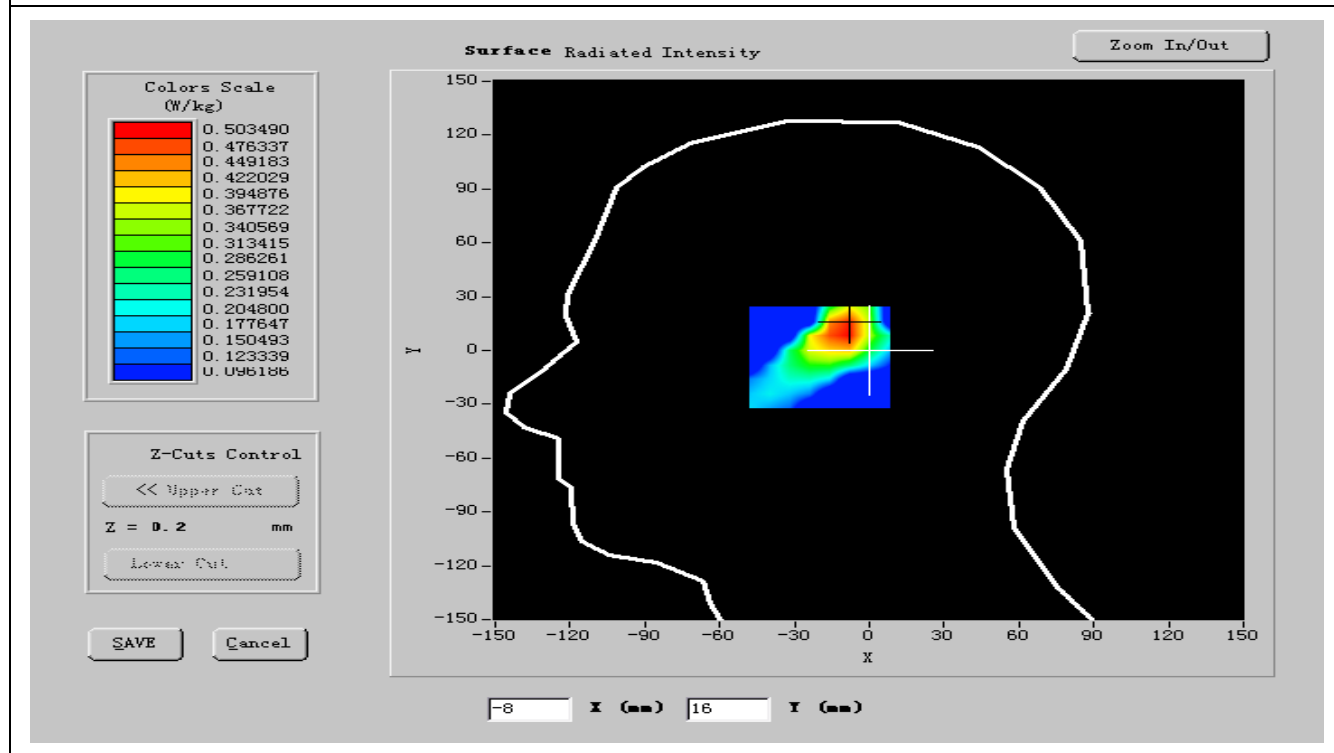 Surface Radiated Intensity
Zoom In/Out
Colors Scale
(W/kg)
0.503490
0.476337
0.449183
0.422029
0.394876
0.367722
0.340569
0.313415
0.286261
0.259108
0.231954
0.204800
0.177647
0.150493
0.123339
0.096186
Z-Cuts Control
<< Upper Cut
Z = 0.2 mm
Lower Cut
SAVE
Cancel
150
120
90
60
30
0
-30
-60
-90
-120
-150
Y
-150 -120 -90 -60 -30 0 30 60 90 120 150
X
-8 X (mm) 16 Y (mm)